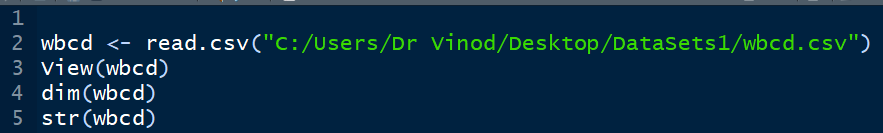 1
2 wbcd <- read.csv("C:/Users/Dr Vinod/Desktop/DataSets1/wbcd.csv")
3 View(wbcd)
4 dim(wbcd)
5 str(wbcd)